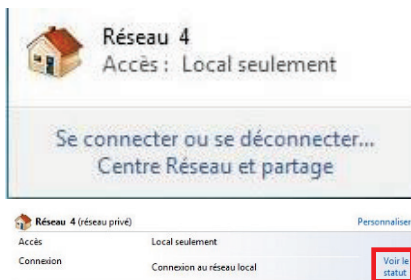 Réseau 4
Accès : Local seulement
Se connecter ou se déconnecter...
Centre Réseau et partage
Réseau 4 (réseau privé) Personnaliser
Accès Local seulement
Connexion Connexion au réseau local Voir le
statut